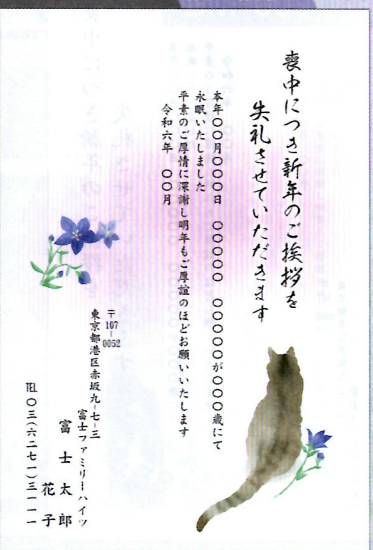 喪中につき新年のご挨拶を
失礼させていただきます
本年〇〇月〇〇〇日　〇〇〇〇〇　〇〇〇〇〇が〇〇〇歳にて
永眠いたしました
平素のご厚情に深謝し明年もご厚誼のほどお願いいたします
令和六年　〇〇月
〒107-0052
東京都港区赤坂九-七-三
富士ファミリーハイツ
富士太郎
花子
TEL〇三(六二七一)三一一一